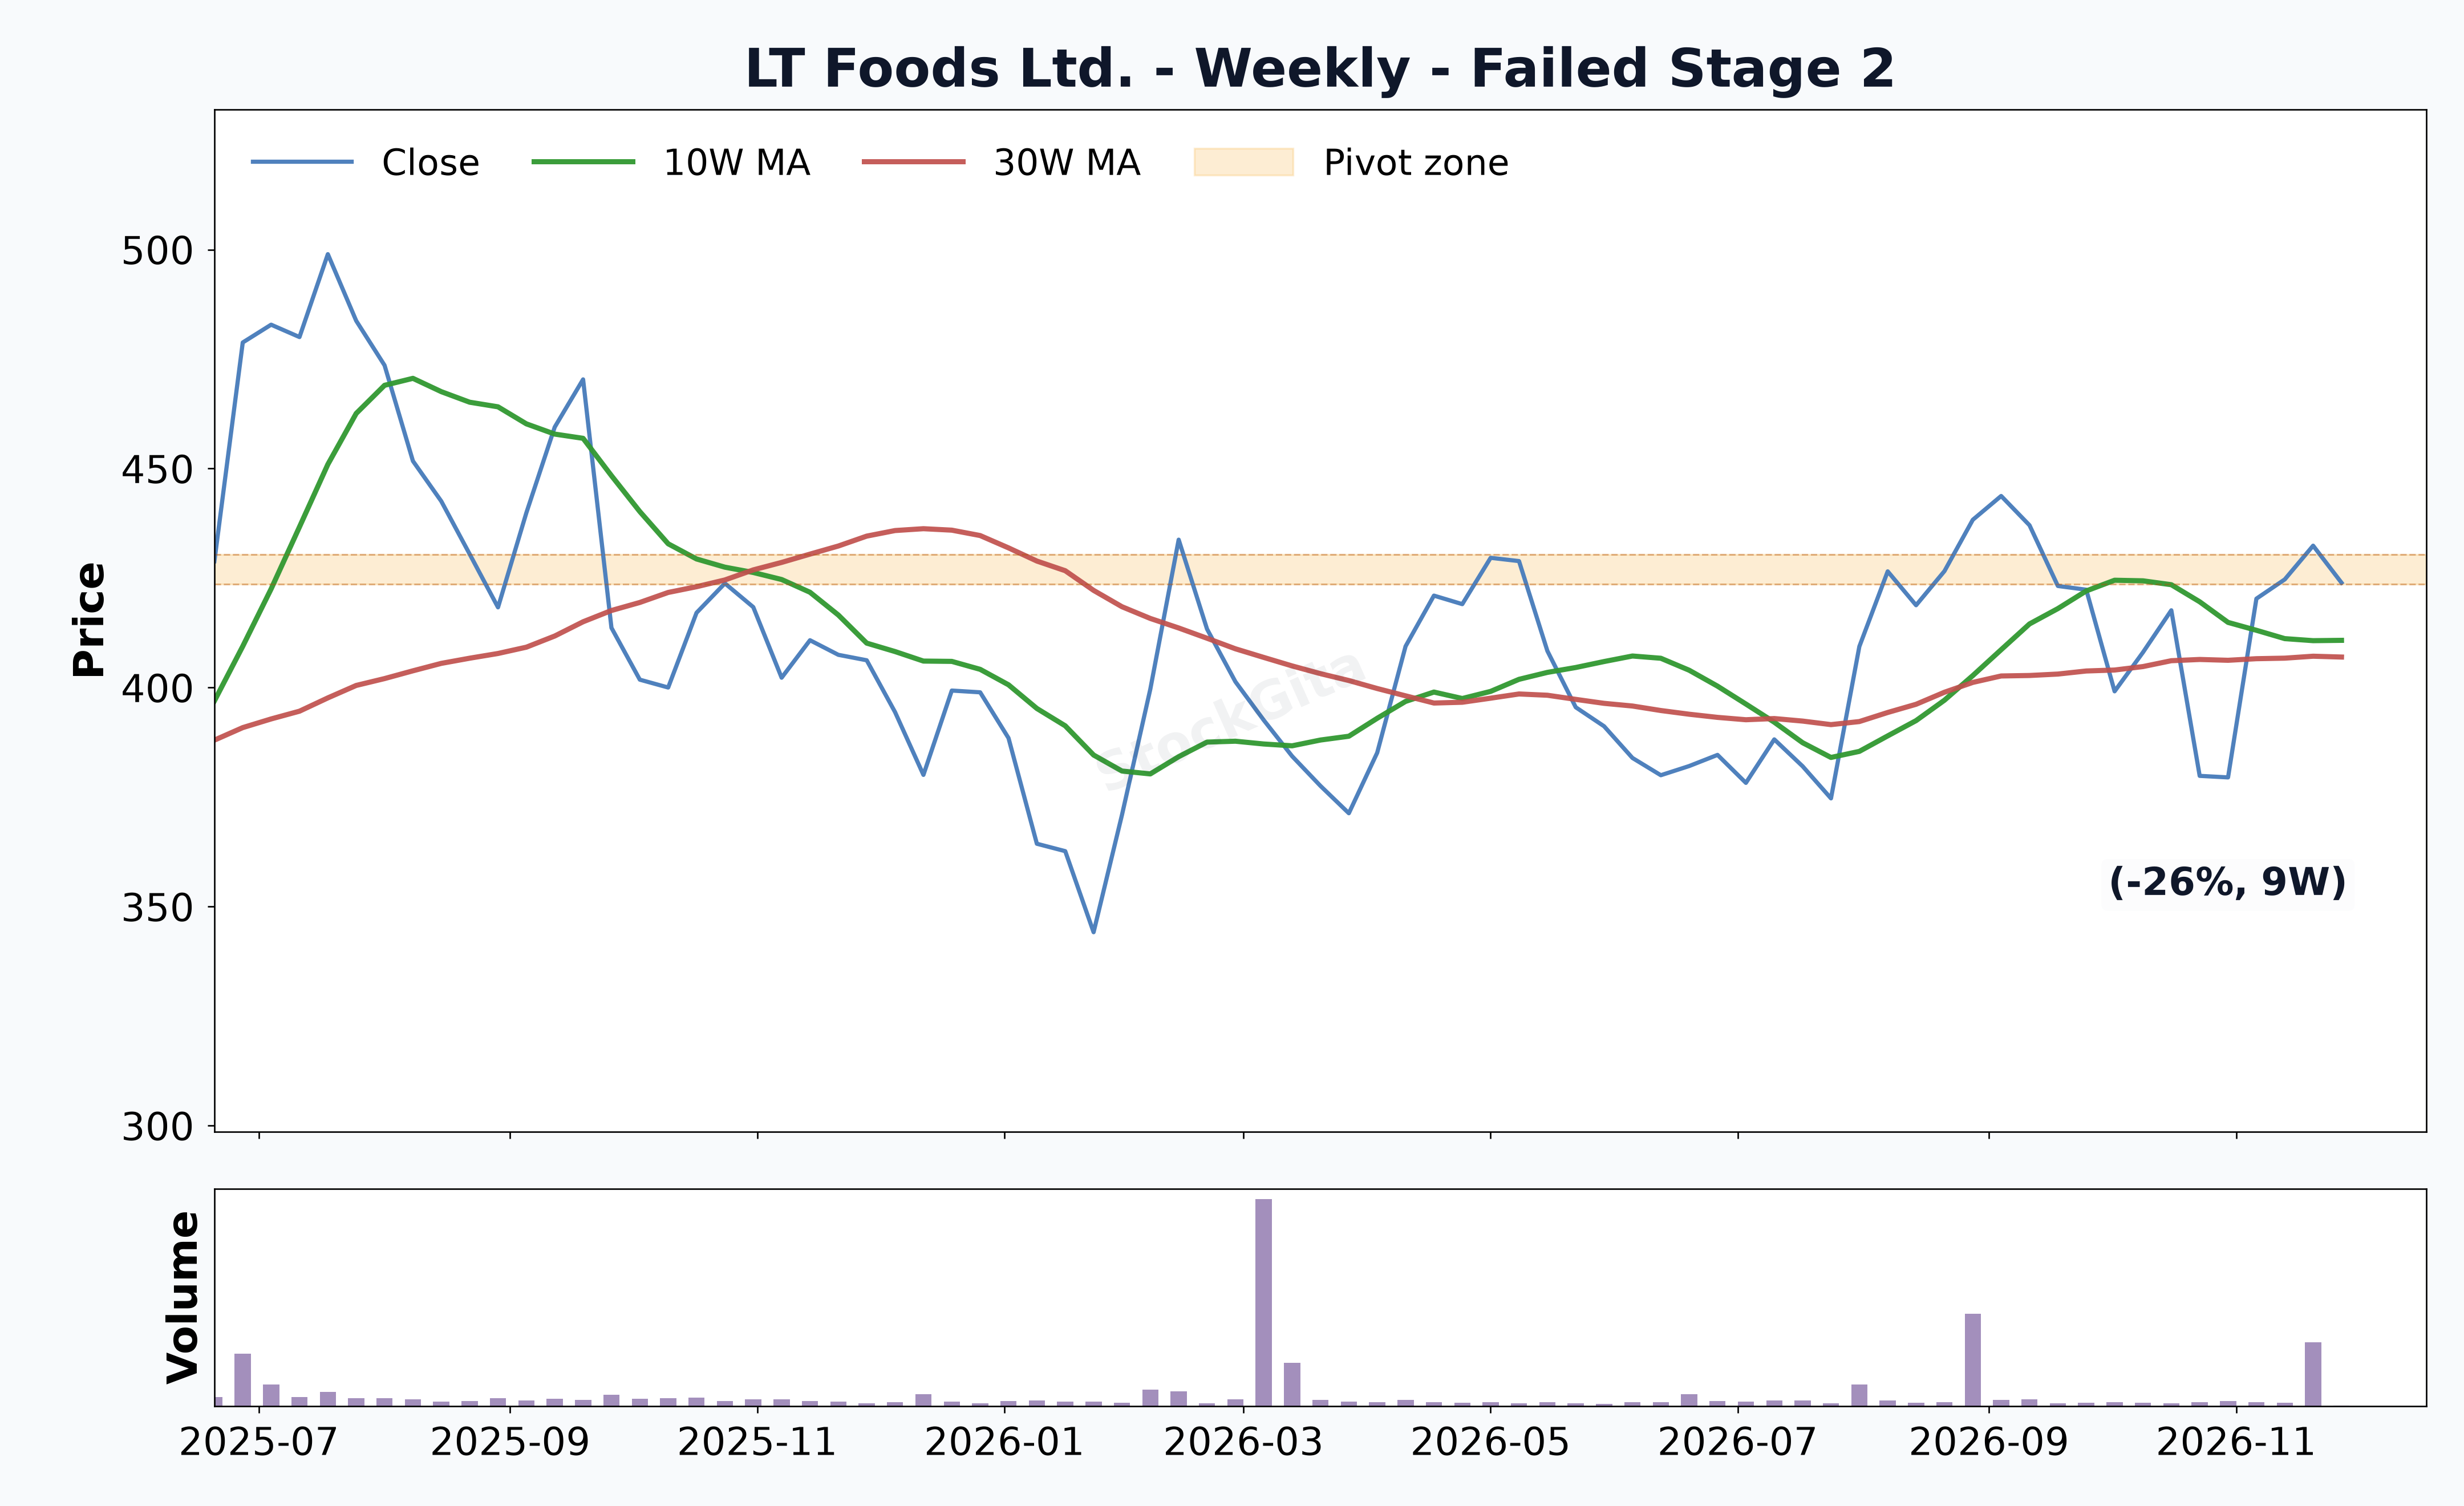 LT Foods Ltd. - Weekly - Failed Stage 2
Close 10W MA 30W MA Pivot zone
500
450
400
350
300
Price
StockGita
(-26%, 9W)
Volume
2025-07 2025-09 2025-11 2026-01 2026-03 2026-05 2026-07 2026-09 2026-11